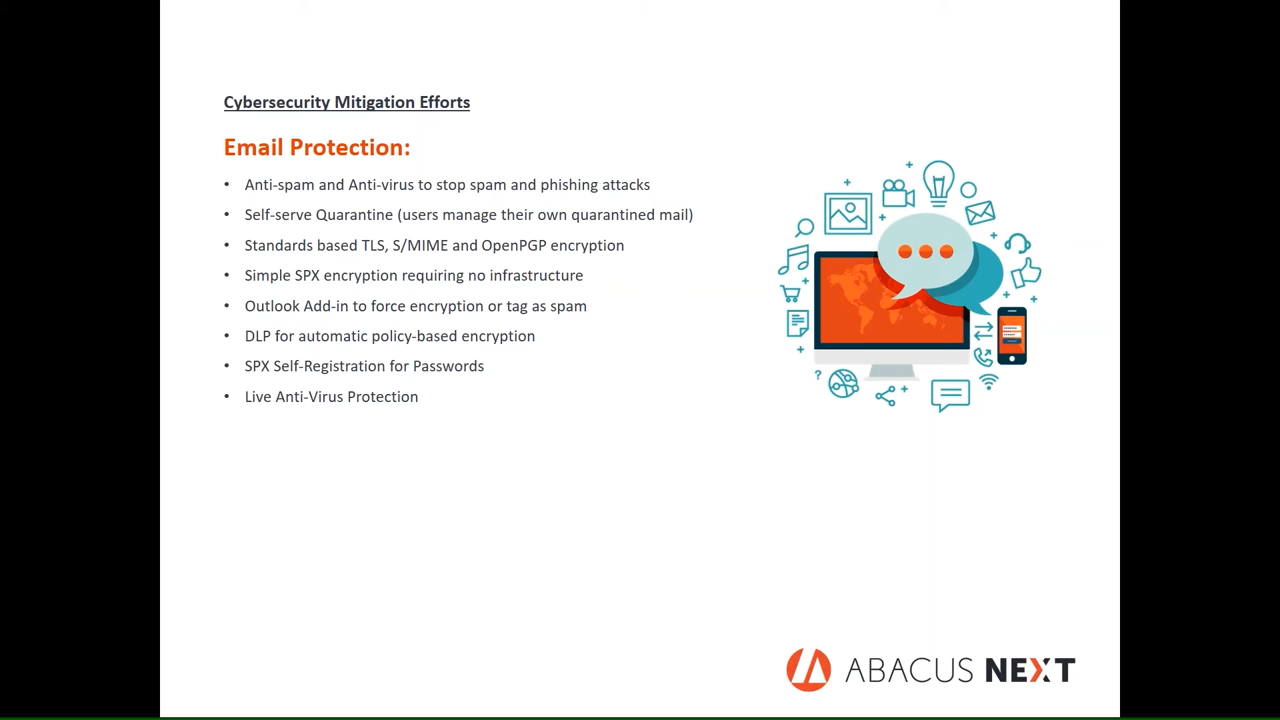 Cybersecurity Mitigation Efforts
Email Protection:
• Anti-spam and Anti-virus to stop spam and phishing attacks
• Self-serve Quarantine (users manage their own quarantined mail)
• Standards based TLS, S/MIME and OpenPGP encryption
• Simple SPX encryption requiring no infrastructure
• Outlook Add-in to force encryption or tag as spam
• DLP for automatic policy-based encryption
• SPX Self-Registration for Passwords
• Live Anti-Virus Protection
?
ABACUS NEXT